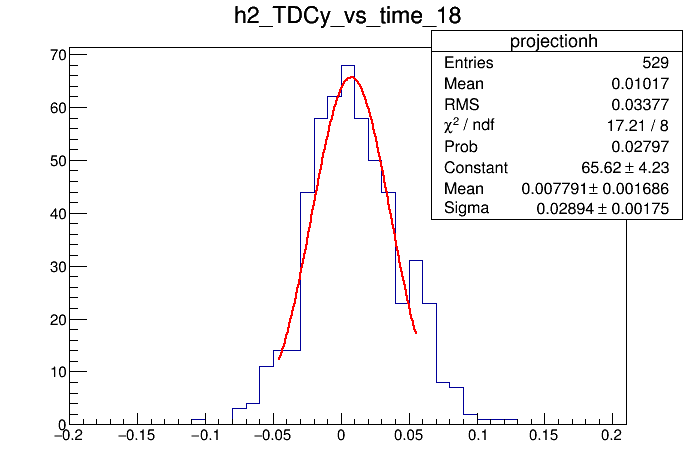 h2_TDCy_vs_time_18
projectionh
Entries 529
Mean 0.01017
RMS 0.03377
χ² / ndf 17.21 / 8
Prob 0.02797
Constant 65.62 ± 4.23
Mean 0.007791± 0.001686
Sigma 0.02894 ± 0.00175
70
60
50
40
30
20
10
0
−0.2 −0.15 −0.1 −0.05 0 0.05 0.1 0.15 0.2